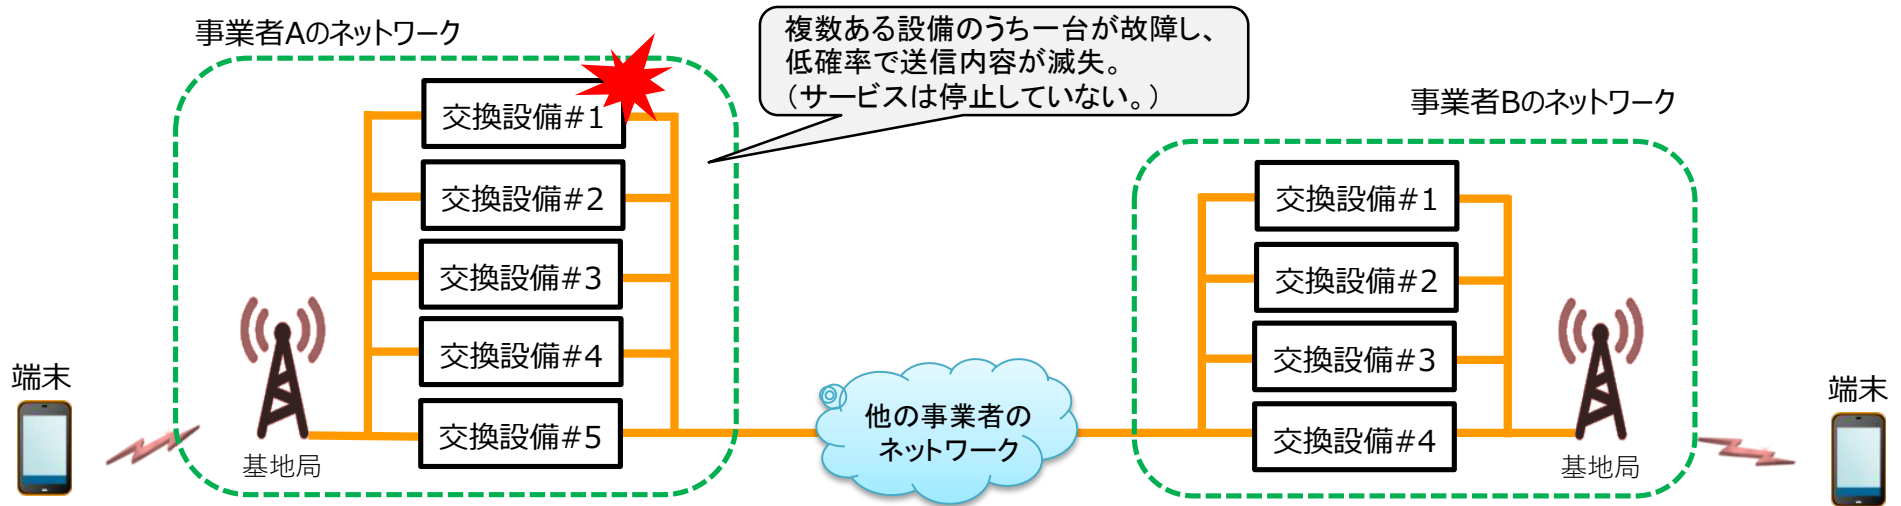 事業者Aのネットワーク
複数ある設備のうち一台が故障し、
低確率で送信内容が滅失。
(サービスは停止していない。)
事業者Bのネットワーク
交換設備#1
交換設備#2
交換設備#3
交換設備#4
交換設備#5
端末
基地局
他の事業者の
ネットワーク
交換設備#1
交換設備#2
交換設備#3
交換設備#4
基地局
端末